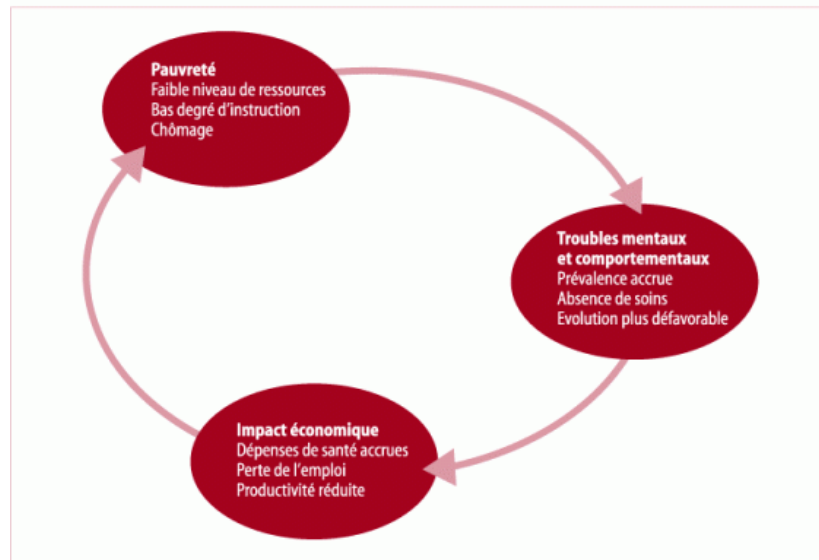 Pauvreté
Faible niveau de ressources
Bas degré d'instruction
Chômage
Troubles mentaux
et comportementaux
Prévalence accrue
Absence de soins
Evolution plus défavorable
Impact économique
Dépenses de santé accrues
Perte de l'emploi
Productivité réduite